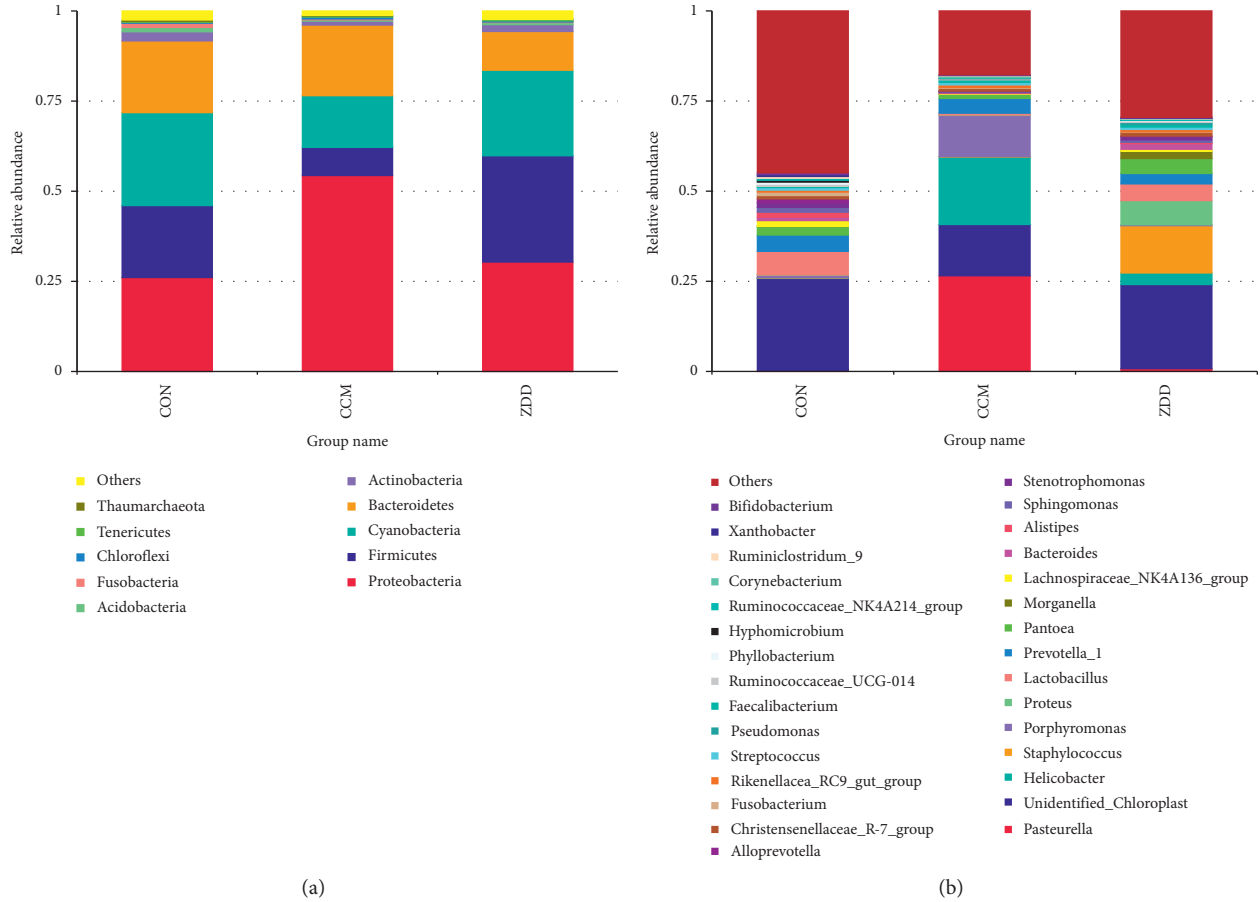 1
0.75
0.5
0.25
0
Relative abundance
CON
CCM
ZDD
Group name
Others
Thaumarchaeota
Tenericutes
Chloroflexi
Fusobacteria
Acidobacteria
Actinobacteria
Bacteroidetes
Cyanobacteria
Firmicutes
Proteobacteria
(a)
1
0.75
0.5
0.25
0
Relative abundance
CON
CCM
ZDD
Group name
Others
Bifidobacterium
Xanthobacter
Ruminiclostridum_9
Corynebacterium
Ruminococcaceae_NK4A214_group
Hyphomicrobium
Phyllobacterium
Ruminococcaceae_UCG-014
Faecalibacterium
Pseudomonas
Streptococcus
Rikenellacea_RC9_gut_group
Fusobacterium
Christensenellaceae_R-7_group
Alloprevotella
Stenotrophomonas
Sphingomonas
Alistipes
Bacteroides
Lachnospiraceae_NK4A136_group
Morganella
Pantoea
Prevotella_1
Lactobacillus
Proteus
Porphyromonas
Staphylococcus
Helicobacter
Unidentified_Chloroplast
Pasteurella
(b)